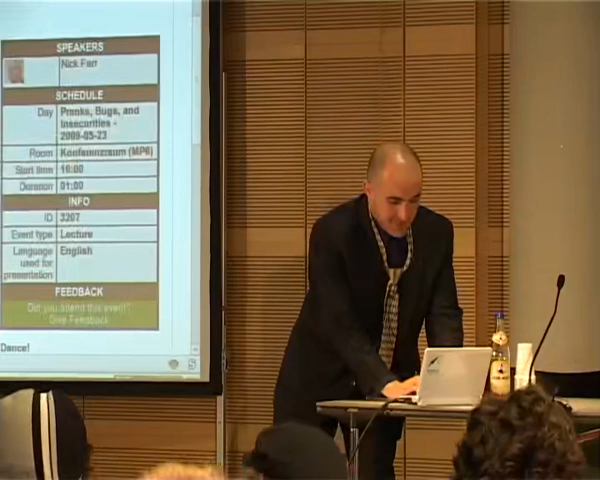 SPEAKERS
Nick Farr
SCHEDULE
Day Pranks, Bugs, and
Insecurities -
2009-05-23
Room Konferenzraum (MP6)
Start time 16:00
Duration 01:00
INFO
ID 3207
Event type Lecture
Language English
used for
presentation
FEEDBACK
Did you attend this event?
Give Feedback
Dance!